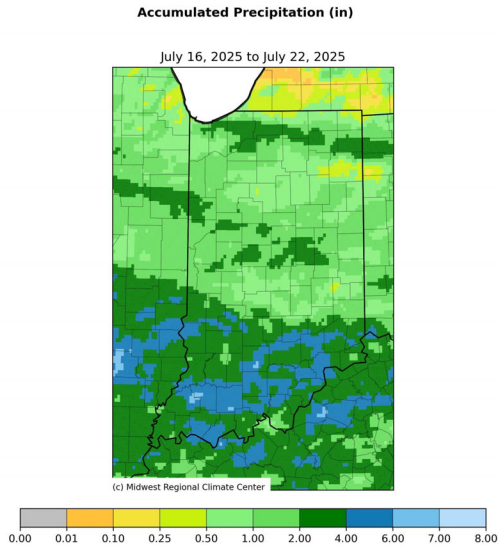 Accumulated Precipitation (in)
July 16, 2025 to July 22, 2025
(c) Midwest Regional Climate Center
0.00 0.01 0.10 0.25 0.50 1.00 2.00 4.00 6.00 7.00 8.00